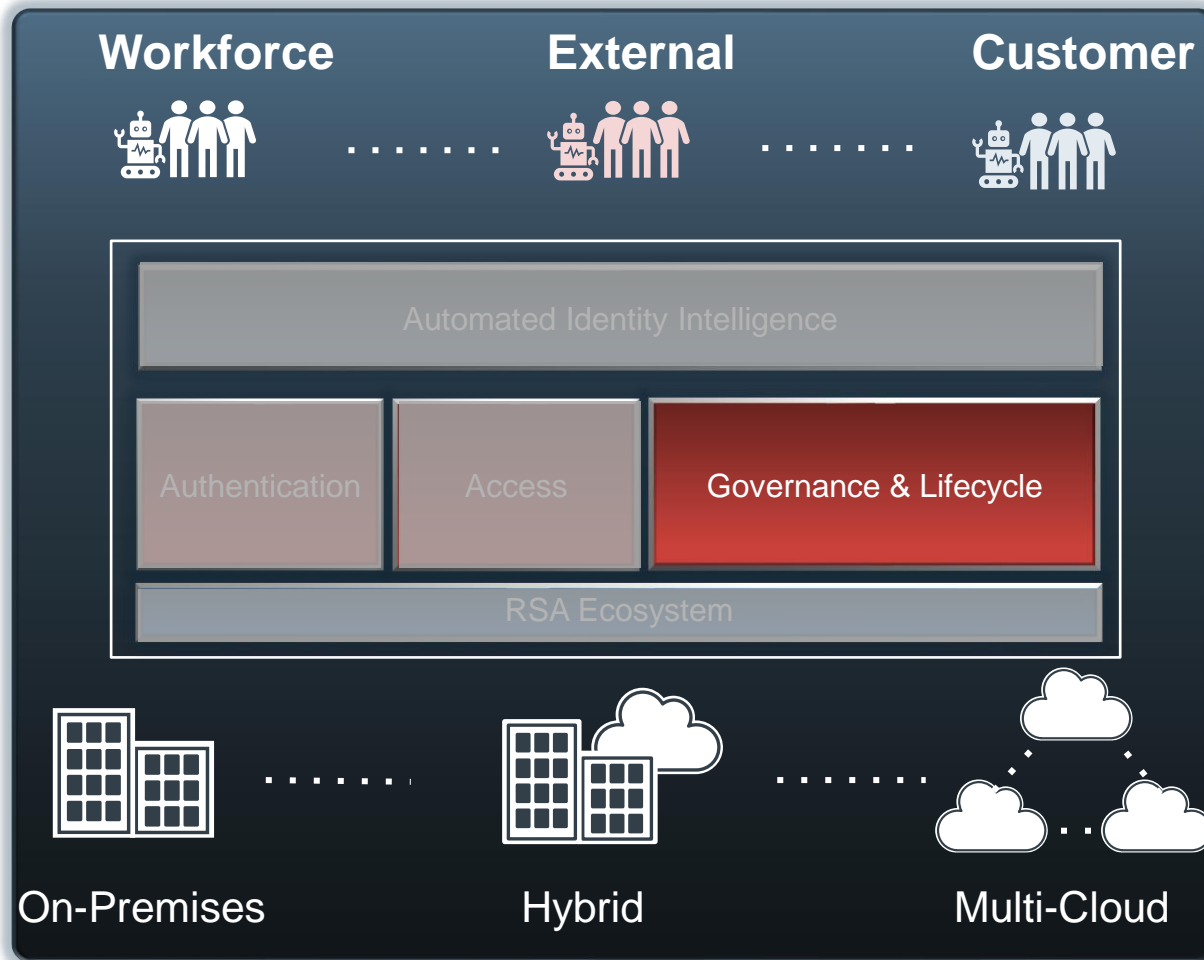 Workforce
External
Customer
Automated Identity Intelligence
Authentication
Access
Governance & Lifecycle
RSA Ecosystem
On-Premises
Hybrid
Multi-Cloud